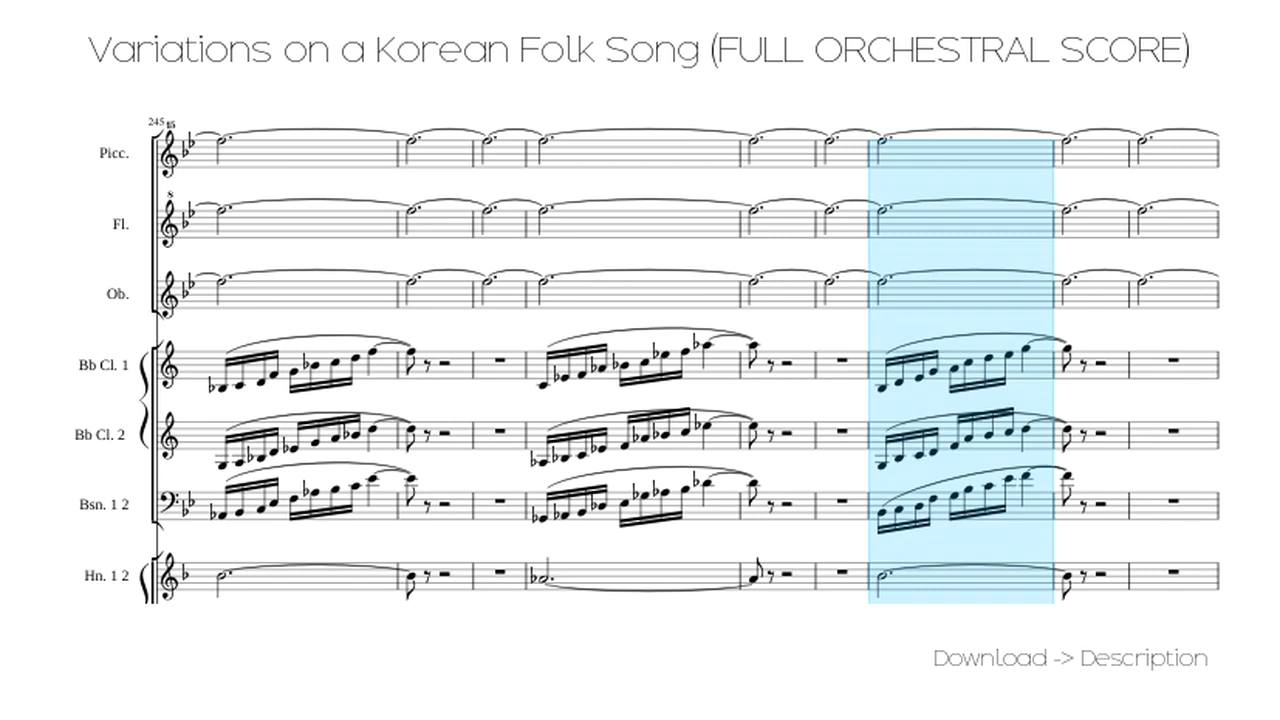 Variations on a Korean Folk Song (FULL ORCHESTRAL SCORE)
245
Picc.
8
Fl.
Ob.
Bb Cl. 1
Bb Cl. 2
Bsn. 1 2
Hn. 1 2
Download -> Description